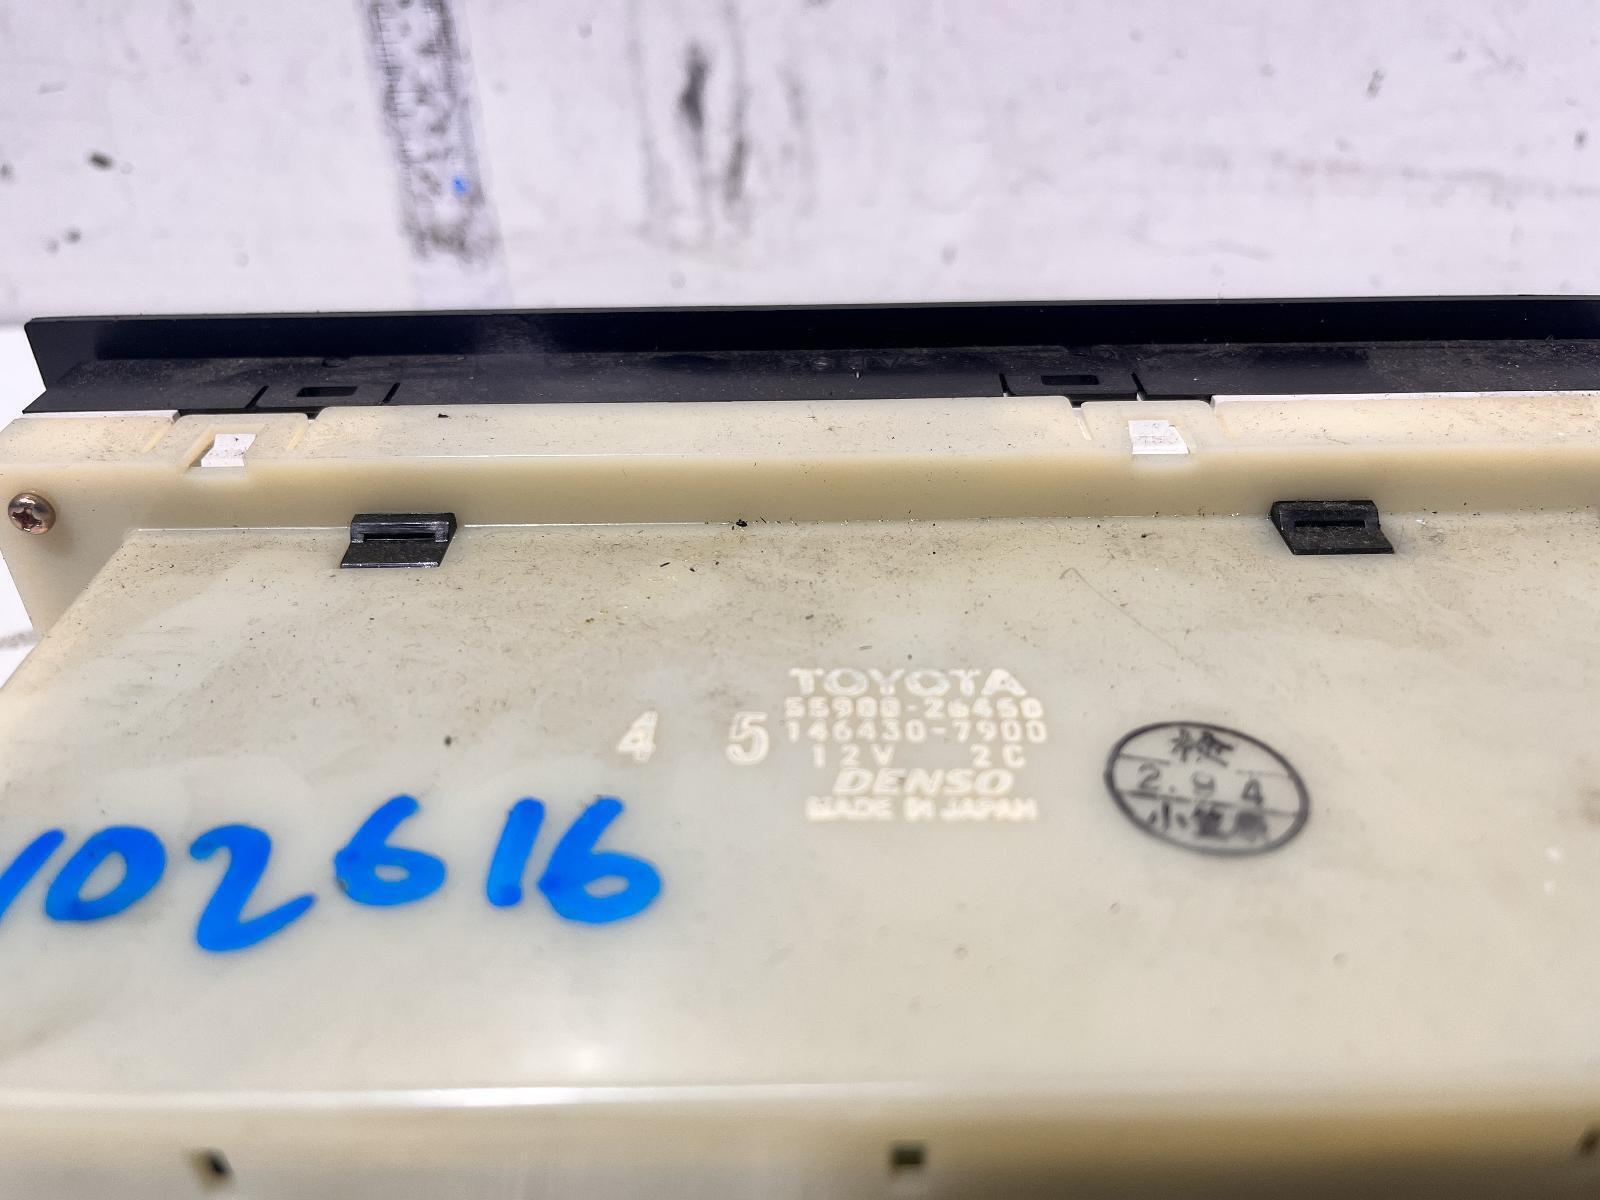 TOYOTA
55900-26450
4 5 146430-7900
12V 2C
DENSO
MADE IN JAPAN
検
2.9 4
102616